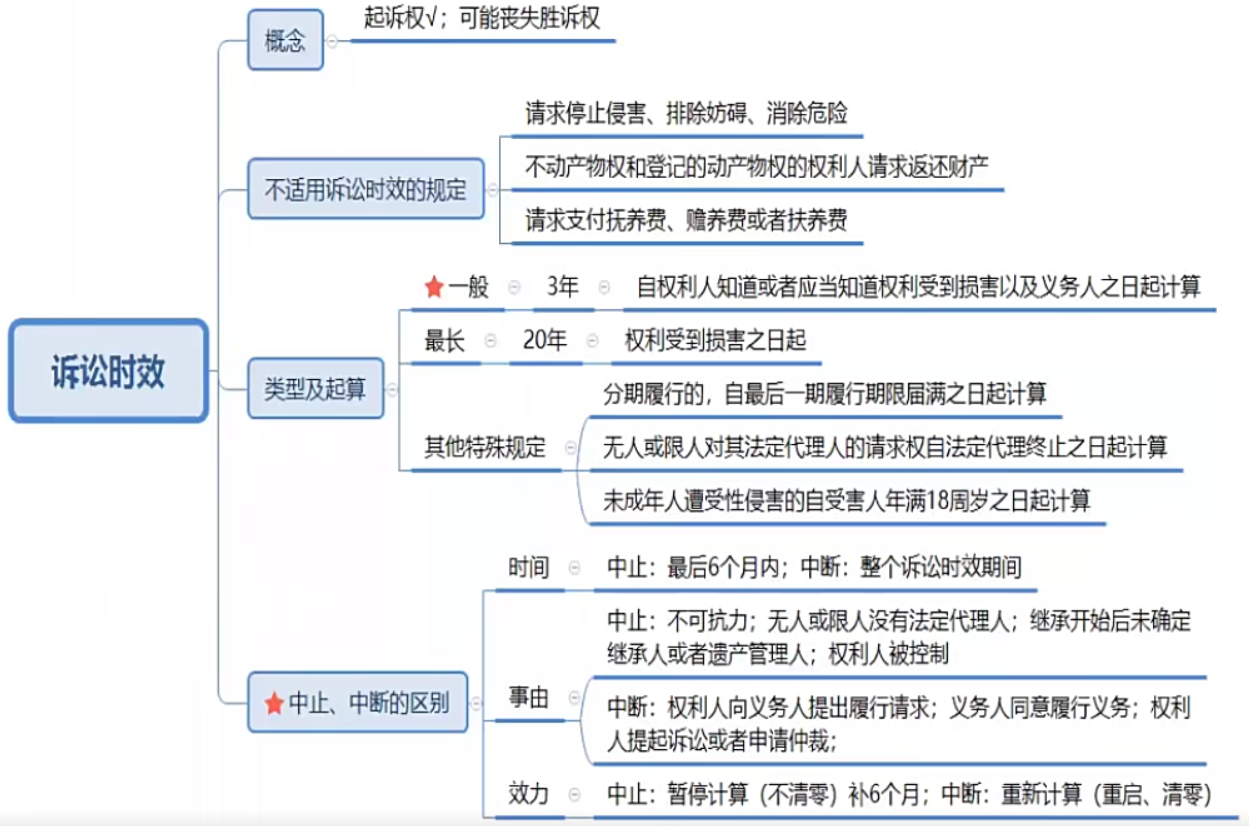 诉讼时效
概念
起诉权√；可能丧失胜诉权
不适用诉讼时效的规定
请求停止侵害、排除妨碍、消除危险
不动产物权和登记的动产物权的权利人请求返还财产
请求支付抚养费、赡养费或者扶养费
类型及起算
一般
3年
自权利人知道或者应当知道权利受到损害以及义务人之日起计算
最长
20年
权利受到损害之日起
其他特殊规定
分期履行的，自最后一期履行期限届满之日起计算
无人或限人对其法定代理人的请求权自法定代理终止之日起计算
未成年人遭受性侵害的自受害人年满18周岁之日起计算
中止、中断的区别
时间
中止：最后6个月内；中断：整个诉讼时效期间
事由
中止：不可抗力；无人或限人没有法定代理人；继承开始后未确定
继承人或者遗产管理人；权利人被控制
中断：权利人向义务人提出履行请求；义务人同意履行义务；权利
人提起诉讼或者申请仲裁；
效力
中止：暂停计算（不清零）补6个月；中断：重新计算（重启、清零）